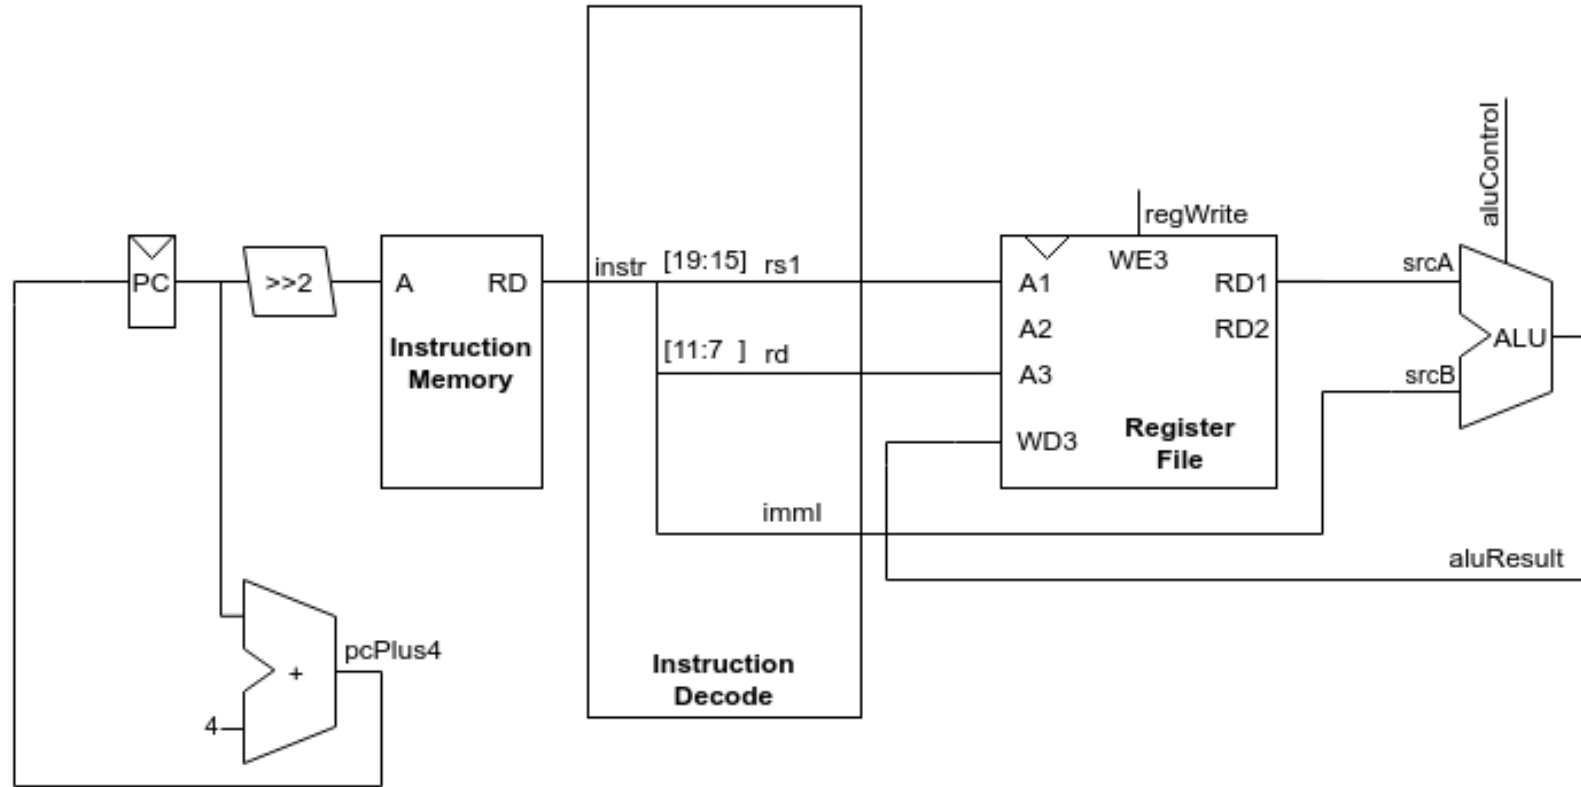 aluControl
regWrite
PC
>>2
A
RD
Instruction
Memory
instr
[19:15]
rs1
[11:7 ]
rd
immI
Instruction
Decode
A1
A2
A3
WD3
WE3
RD1
RD2
Register
File
srcA
srcB
ALU
aluResult
pcPlus4
+
4